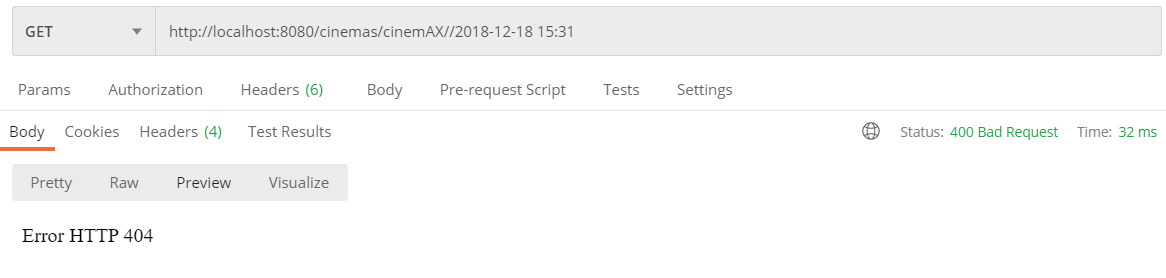 GET http://localhost:8080/cinemas/cinemAX//2018-12-18 15:31
Params Authorization Headers (6) Body Pre-request Script Tests Settings
Body Cookies Headers (4) Test Results Status: 400 Bad Request Time: 32 ms
Pretty Raw Preview Visualize
Error HTTP 404